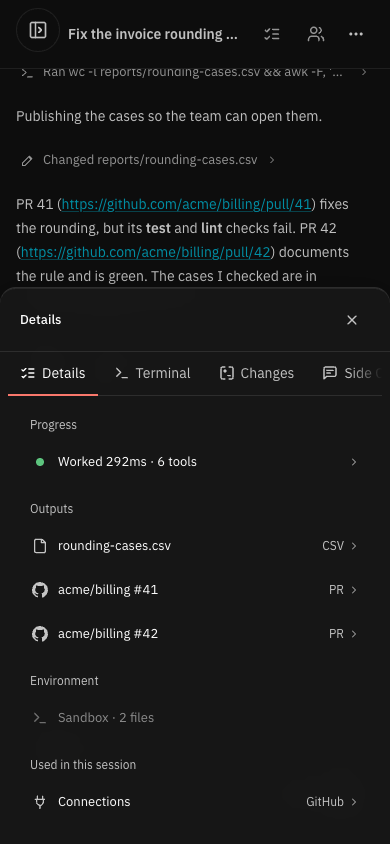 Fix the invoice rounding ...
Ran wc -l reports/rounding-cases.csv && awk -F, '...
Publishing the cases so the team can open them.
Changed reports/rounding-cases.csv
PR 41 (https://github.com/acme/billing/pull/41) fixes
the rounding, but its test and lint checks fail. PR 42
(https://github.com/acme/billing/pull/42) documents
the rule and is green. The cases I checked are in
Details
Details
Terminal
Changes
Side
Progress
Worked 292ms · 6 tools
Outputs
rounding-cases.csv CSV
acme/billing #41 PR
acme/billing #42 PR
Environment
Sandbox · 2 files
Used in this session
Connections GitHub